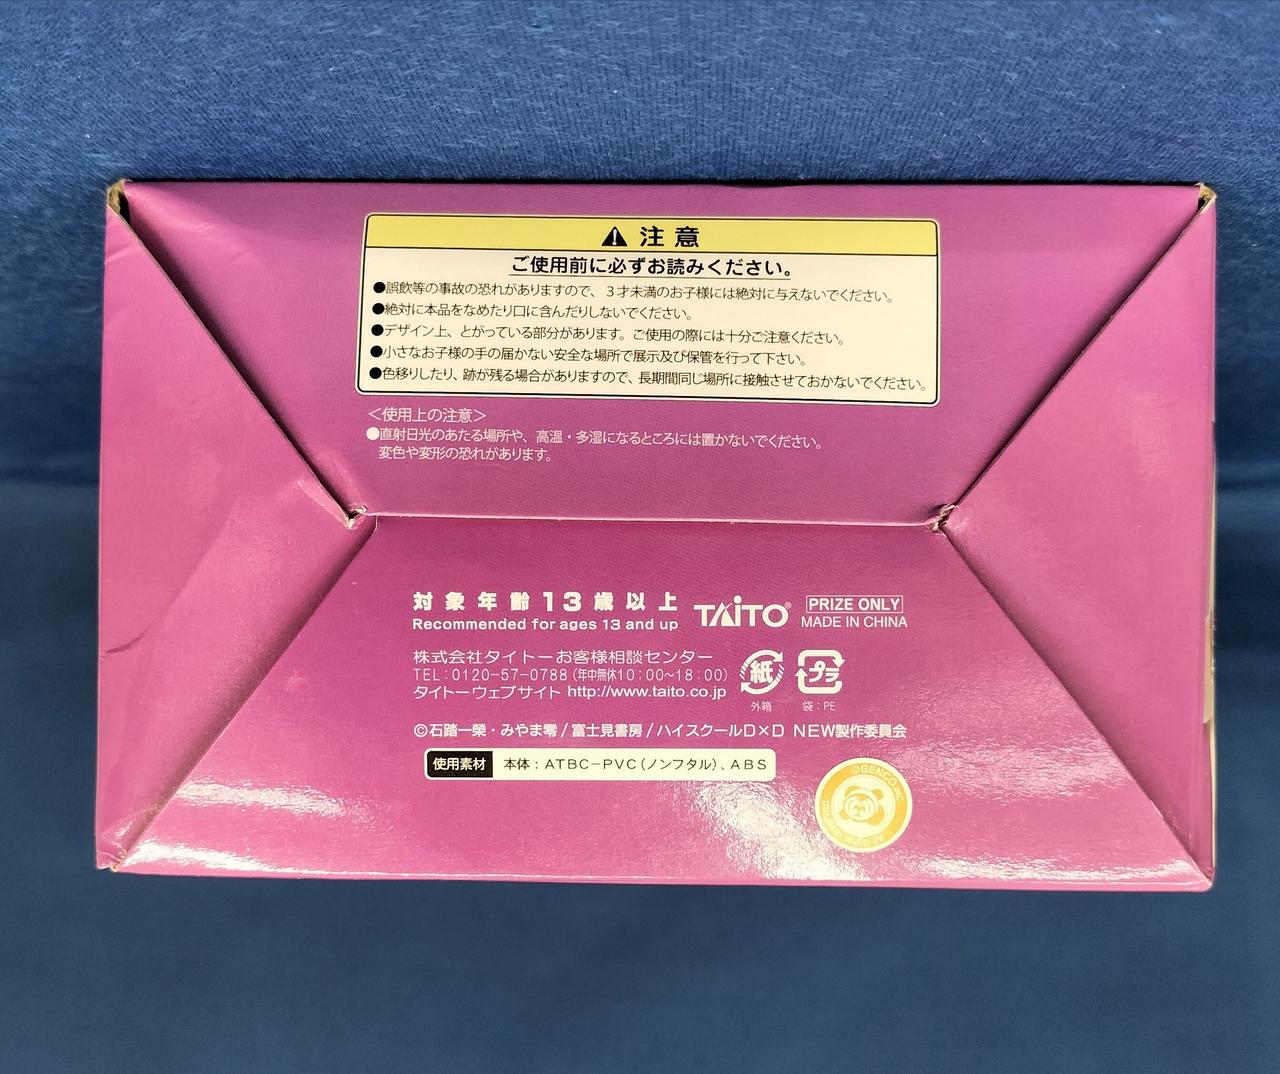 注意
ご使用前に必ずお読みください。
●誤飲等の事故の恐れがありますので、3才未満のお子様には絶対に与えないでください。
●絶対に本品をなめたり口に含んだりしないでください。
●デザイン上、とがっている部分があります。ご使用の際には十分ご注意ください。
●小さなお子様の手の届かない安全な場所で展示及び保管を行って下さい。
●色移りしたり、跡が残る場合がありますので、長期間同じ場所に接触させておかないでください。
＜使用上の注意＞
●直射日光のあたる場所や、高温・多湿になるところには置かないでください。
変色や変形の恐れがあります。
対象年齢13歳以上
Recommended for ages 13 and up
TAITO®
PRIZE ONLY
MADE IN CHINA
株式会社タイトーお客様相談センター
TEL:0120-57-0788(年中無休10:00~18:00)
タイトーウェブサイト http://www.taito.co.jp
紙
外箱
プラ
袋:PE
©石踏一榮・みやま零/富士見書房/ハイスクールD×D NEW製作委員会
使用素材 本体:ATBC-PVC(ノンフタル)、ABS
©GENCO,INC.